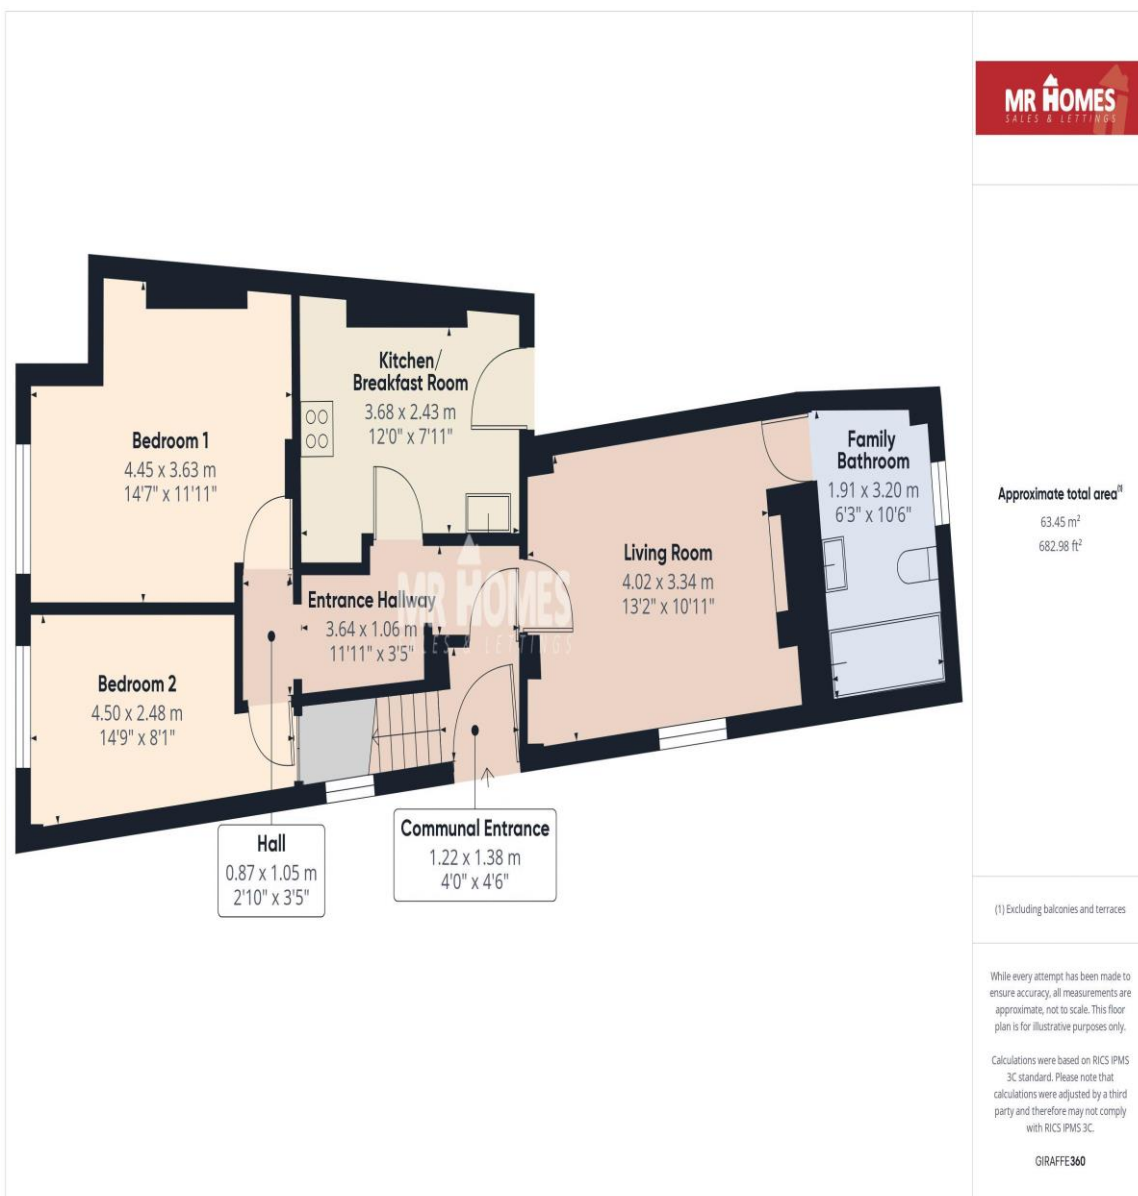 MR HOMES
SALES & LETTINGS
Kitchen/
Breakfast Room
3.68 x 2.43 m
12'0" x 7'11"
Bedroom 1
4.45 x 3.63 m
14'7" x 11'11"
Family
Bathroom
1.91 x 3.20 m
6'3" x 10'6"
Living Room
4.02 x 3.34 m
13'2" x 10'11"
MR HOMES
SALES & LETTINGS
Entrance Hallway
3.64 x 1.06 m
11'11" x 3'5"
Bedroom 2
4.50 x 2.48 m
14'9" x 8'1"
Hall
0.87 x 1.05 m
2'10" x 3'5"
Communal Entrance
1.22 x 1.38 m
4'0" x 4'6"
Approximate total area(1)
63.45 m²
682.98 ft²
(1) Excluding balconies and terraces
While every attempt has been made to
ensure accuracy, all measurements are
approximate, not to scale. This floor
plan is for illustrative purposes only.
Calculations were based on RICS IPMS
3C standard. Please note that
calculations were adjusted by a third
party and therefore may not comply
with RICS IPMS 3C.
GIRAFFE360